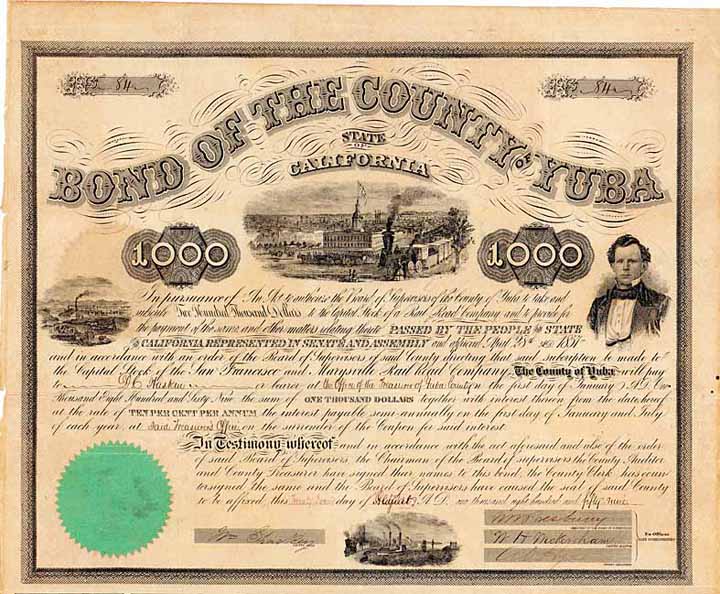 84
84
BOND OF THE COUNTY OF YUBA
STATE
OF
CALIFORNIA
1000
1000
In pursuance of An Act to authorize the Board of Supervisors of the County of Yuba to take and
subscribe Two Hundred Thousand Dollars to the Capital Stock of a Rail Road Company and to provide for
the payment of the same and other matters relating thereto PASSED BY THE PEOPLE OF THE STATE
OF CALIFORNIA REPRESENTED IN SENATE AND ASSEMBLY and approved April 28th 1857
and in accordance with an order of the Board of Supervisors of said County directing that said subscription be made to
the Capital Stock of the San Francisco and Marysville Rail Road Company, The County of Yuba will pay
to D. C. Haskin or bearer at the Office of the Treasurer of Yuba County on the first day of January A.D. One
Thousand Eight Hundred and Sixty Nine the sum of ONE THOUSAND DOLLARS together with interest thereon from the date hereof
at the rate of TEN PER CENT PER ANNUM the interest payable semi-annually on the first day of January and July
of each year at said Treasurer's Office on the surrender of the Coupon for said interest.
In Testimony whereof and in accordance with the act aforesaid and also of the order
of said Board of Supervisors, the Chairman of the Board of supervisors the County Auditor
and County Treasurer have signed their names to this bond, the County Clerk has coun-
tersigned the same and the Board of Supervisors have caused the seal of said County
to be affixed, this day of A.D. one thousand eight hundred and fifty nine
Ex-Officio